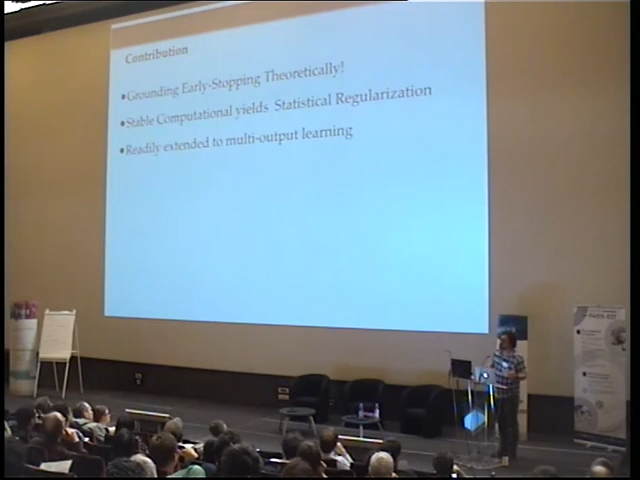 Contribution
•Grounding Early-Stopping Theoretically!
•Stable Computational yields Statistical Regularization
•Readily extended to multi-output learning